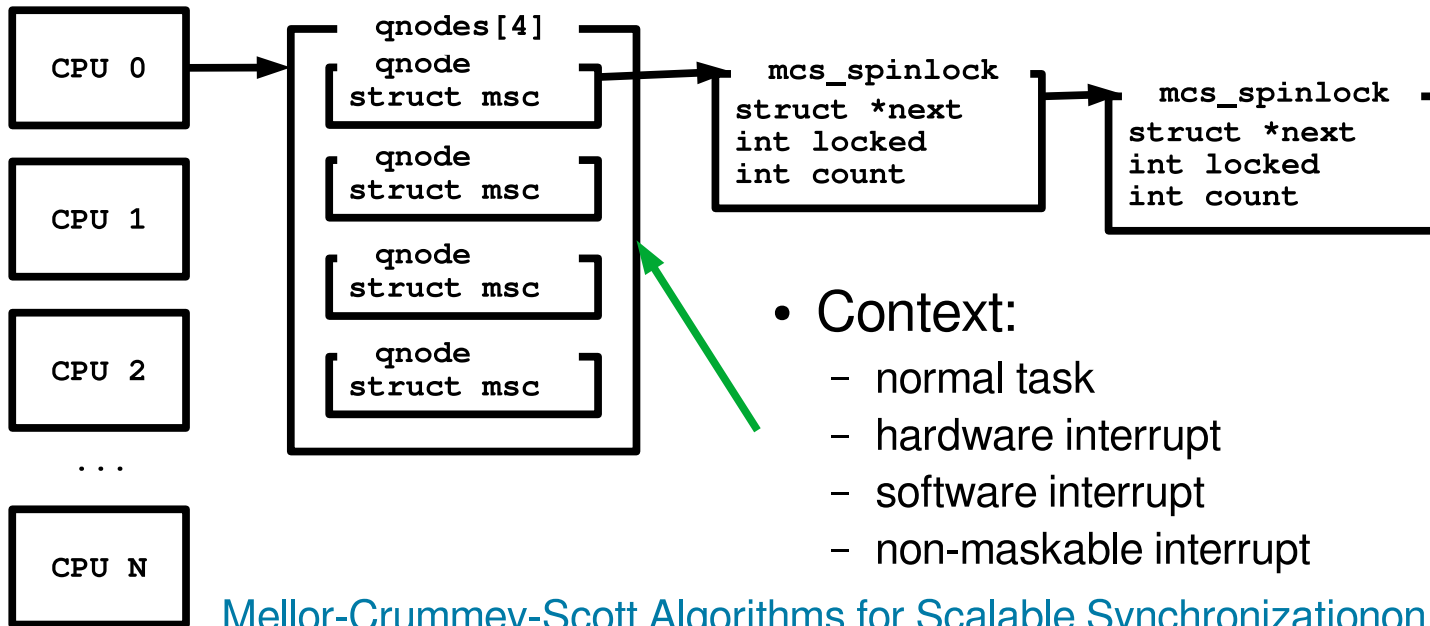 CPU 0
CPU 1
CPU 2
...
CPU N
qnodes[4]
qnode
struct msc
qnode
struct msc
qnode
struct msc
qnode
struct msc
mcs_spinlock
struct *next
int locked
int count
mcs_spinlock
struct *next
int locked
int count
• Context:
– normal task
– hardware interrupt
– software interrupt
– non-maskable interrupt
Mellor-Crummey-Scott Algorithms for Scalable Synchronizationon